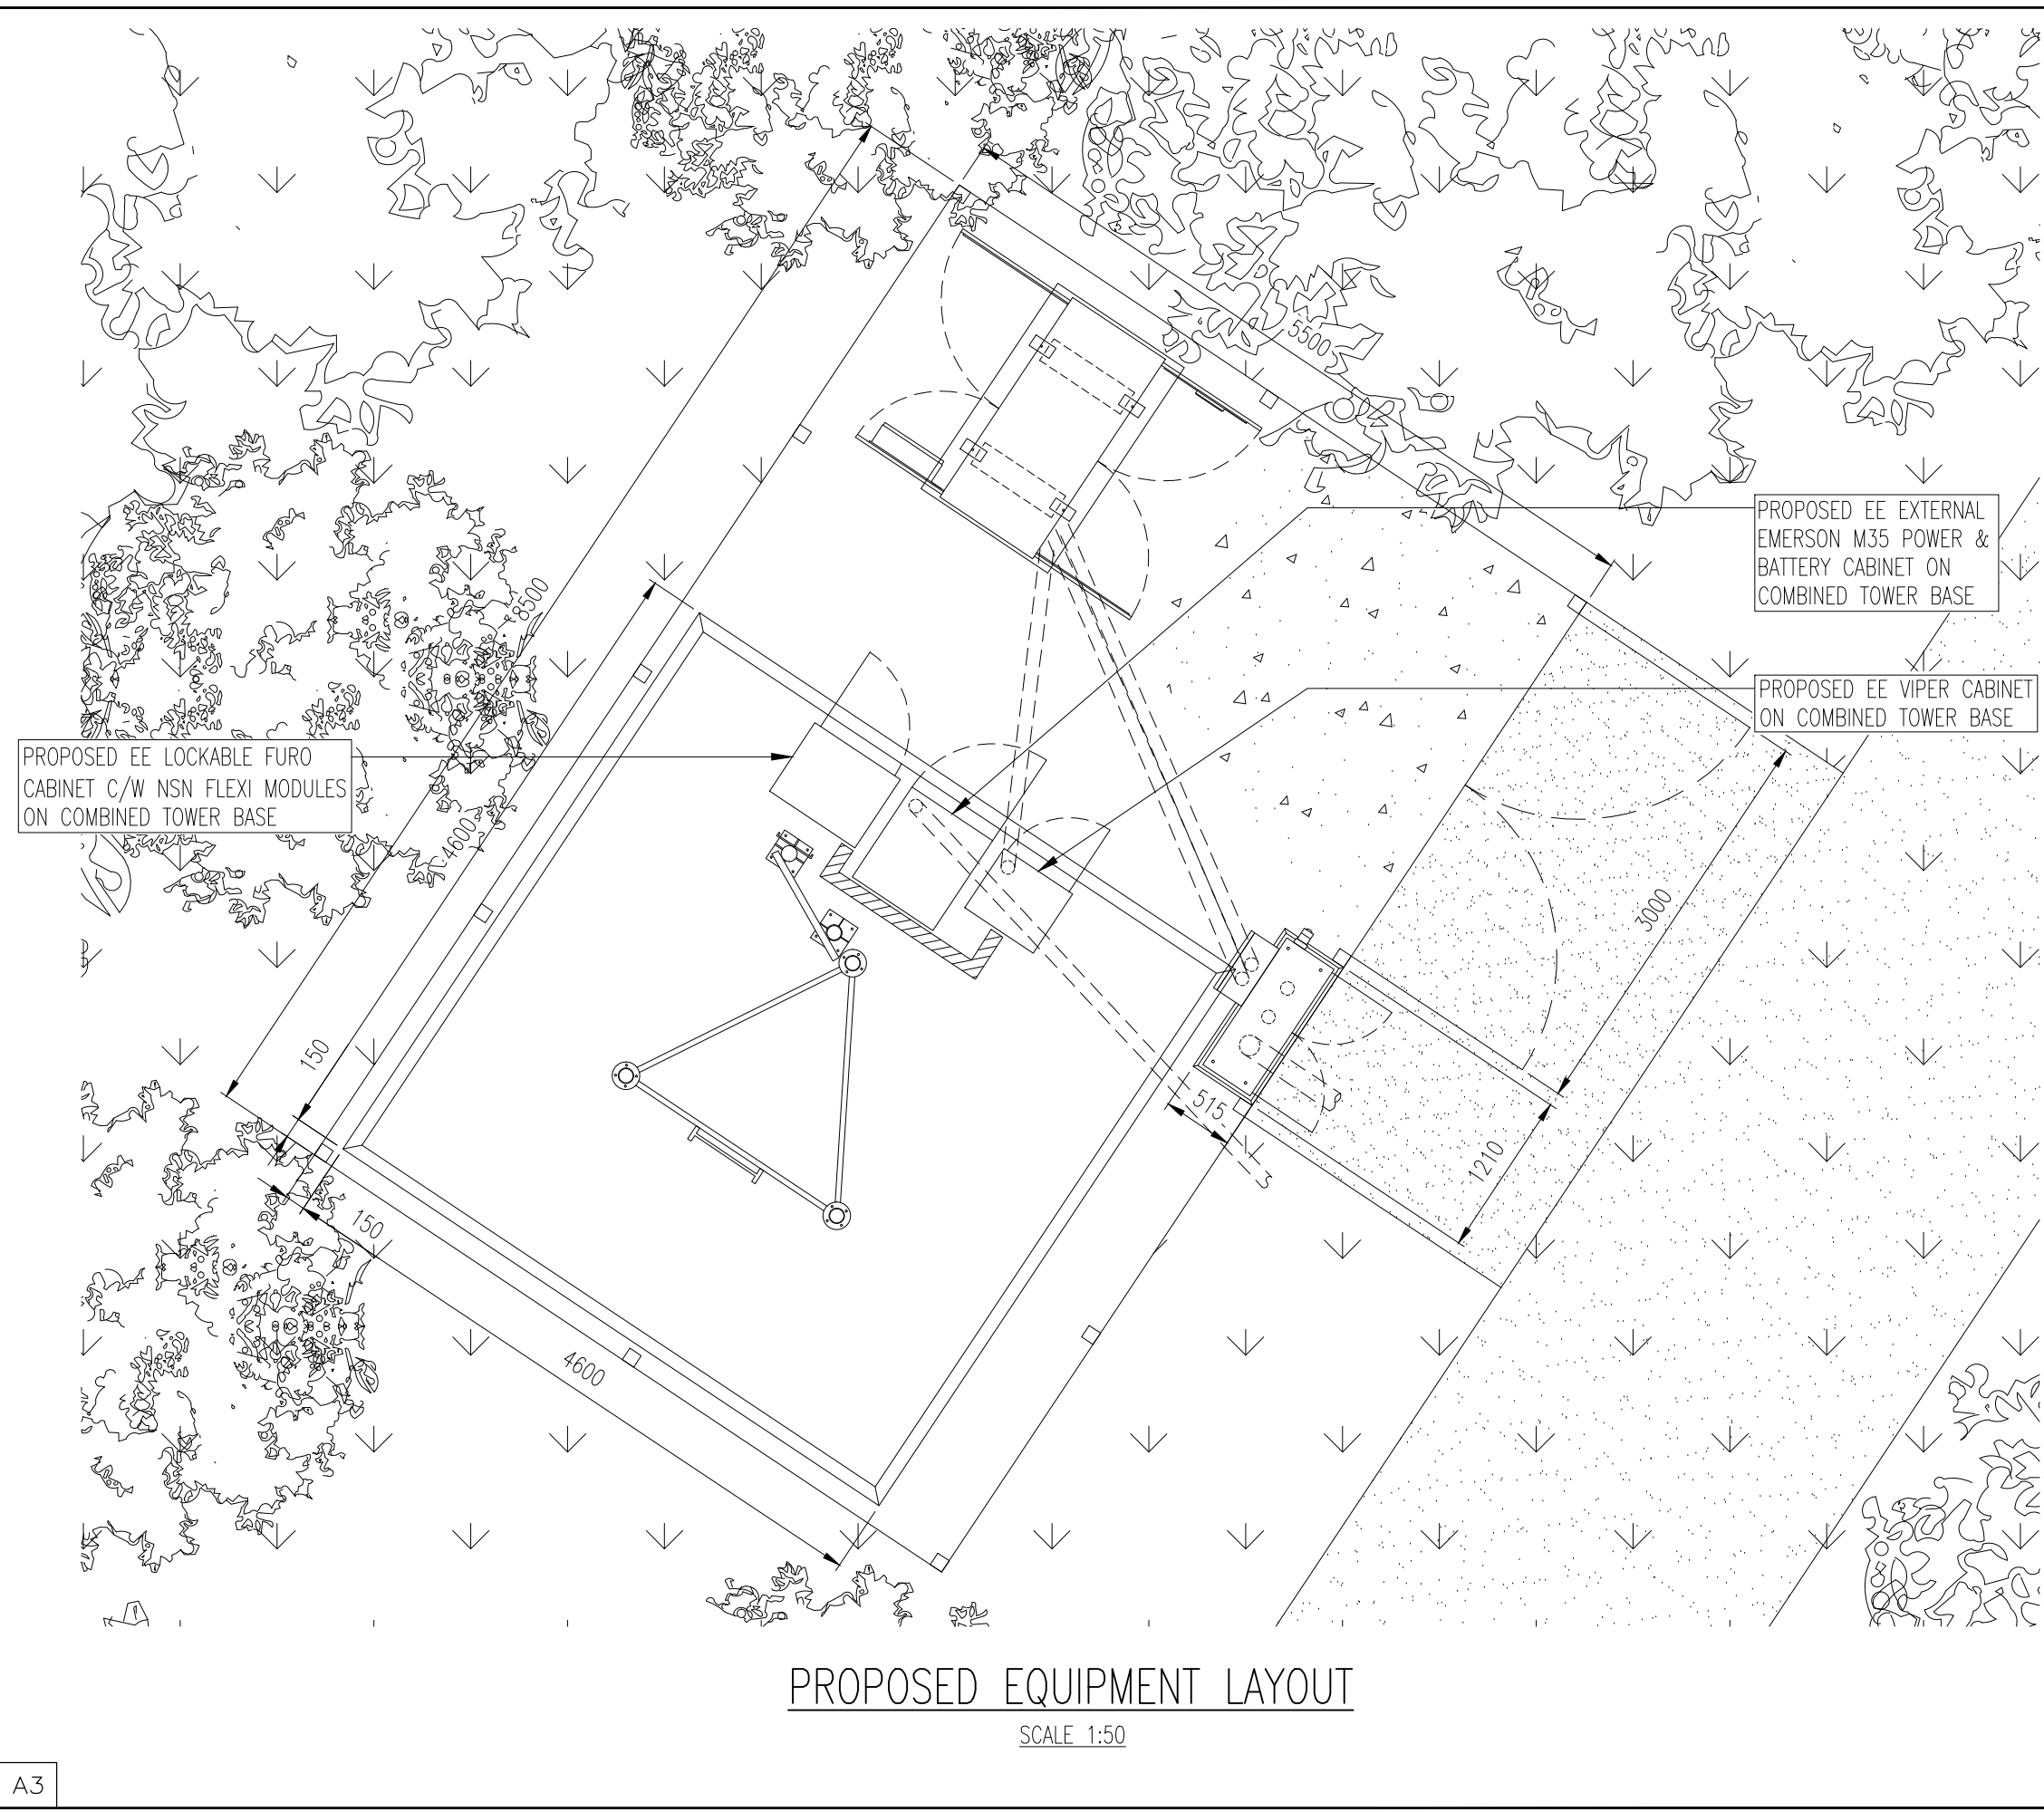 5500
PROPOSED EE EXTERNAL
EMERSON M35 POWER &
BATTERY CABINET ON
COMBINED TOWER BASE
8500
PROPOSED EE VIPER CABINET
ON COMBINED TOWER BASE
PROPOSED EE LOCKABLE FURO
CABINET C/W NSN FLEXI MODULES
ON COMBINED TOWER BASE
4600
3000
150
515
1210
150
4600
PROPOSED EQUIPMENT LAYOUT
SCALE 1:50
A3